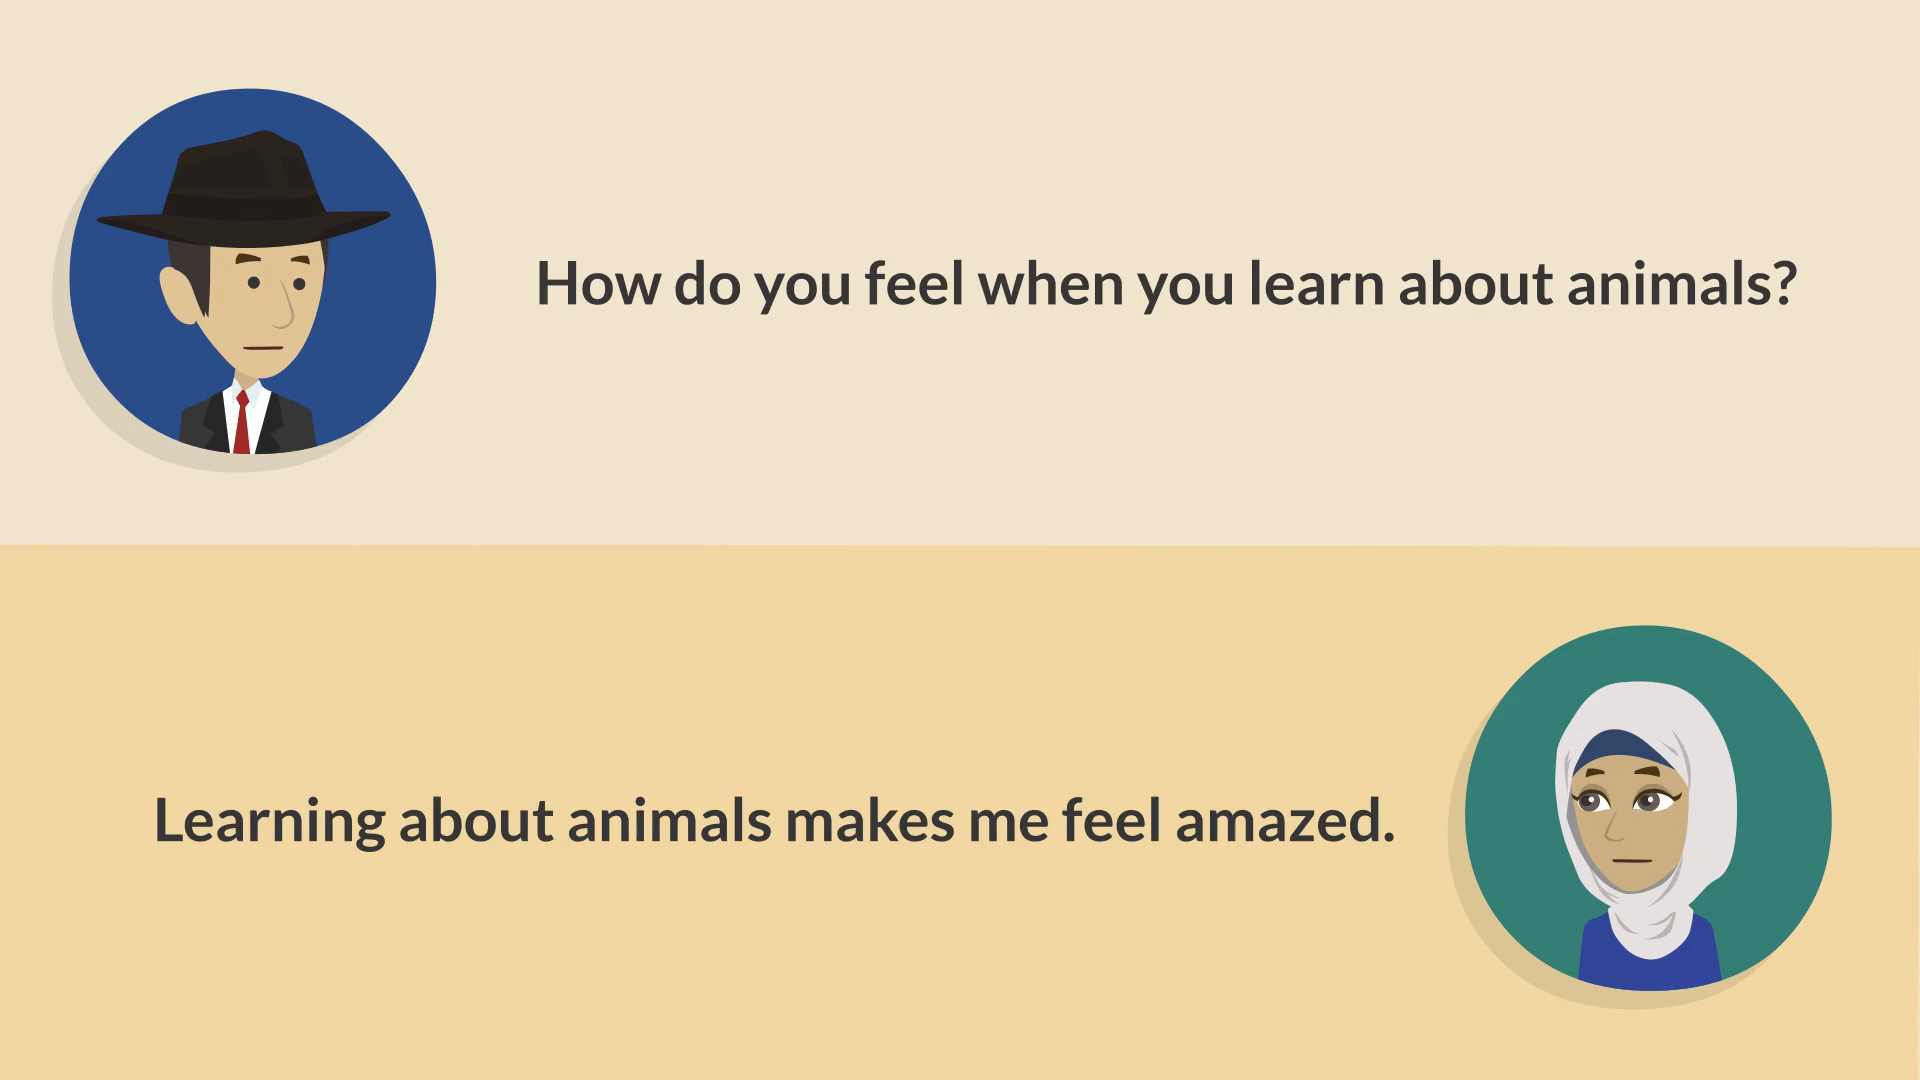 How do you feel when you learn about animals?
Learning about animals makes me feel amazed.